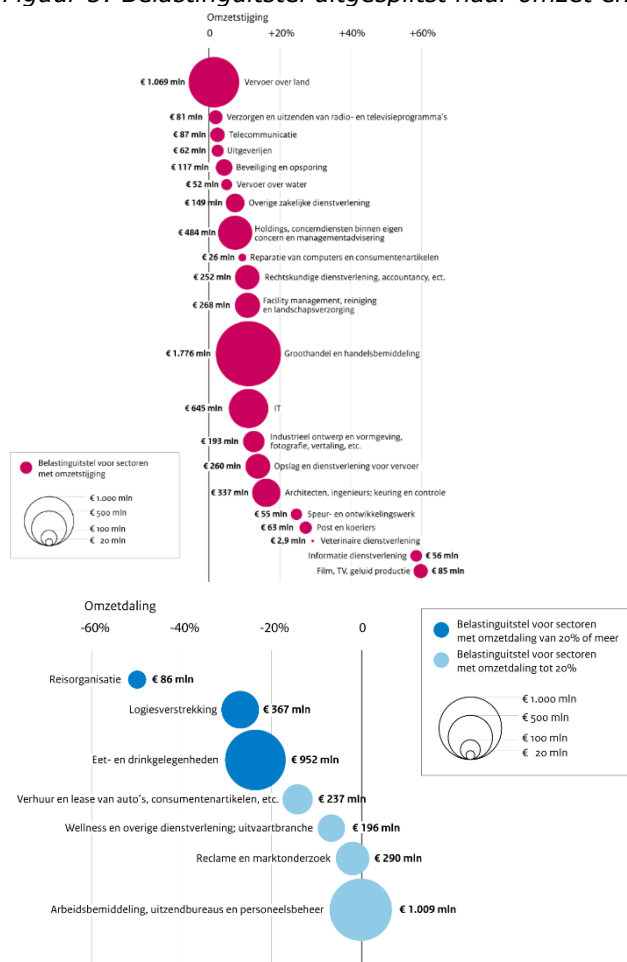 Figuur 3: Belastinguitstel uitgesplitst naar omzet en
Omzetstijging
0 +20% +40% +60%
€ 1.069 mln Vervoer over land
€ 81 mln Verzorgen en uitzenden van radio- en televisieprogramma's
€ 87 mln Telecommunicatie
€ 62 mln Uitgeverijen
€ 117 mln Beveiliging en opsporing
€ 52 mln Vervoer over water
€ 149 mln Overige zakelijke dienstverlening
€ 484 mln Holdings, concerndiensten binnen eigen
concern en managementadvisering
€ 26 mln Reparatie van computers en consumentenartikelen
€ 252 mln Rechtskundige dienstverlening, accountancy, ect.
€ 268 mln Facility management, reiniging
en landschapsverzorging
€ 1.776 mln Groothandel en handelsbemiddeling
€ 645 mln IT
€ 193 mln Industrieel ontwerp en vormgeving,
fotografie, vertaling, etc.
€ 260 mln Opslag en dienstverlening voor vervoer
€ 337 mln Architecten, ingenieurs; keuring en controle
€ 55 mln Speur- en ontwikkelingswerk
€ 63 mln Post en koeriers
€ 2,9 mln Veterinaire dienstverlening
Informatie dienstverlening € 56 mln
Film, TV, geluid productie € 85 mln
Belastinguitstel voor sectoren
met omzetstijging
€ 1.000 mln
€ 500 mln
€ 100 mln
€ 20 mln
Omzetdaling
-60% -40% -20% 0
Reisorganisatie € 86 mln
Logiesverstrekking € 367 mln
Eet- en drinkgelegenheden € 952 mln
Verhuur en lease van auto's, consumentenartikelen, etc. € 237 mln
Wellness en overige dienstverlening; uitvaartbranche € 196 mln
Reclame en marktonderzoek € 290 mln
Arbeidsbemiddeling, uitzendbureaus en personeelsbeheer € 1.009 mln
Belastinguitstel voor sectoren
met omzetdaling van 20% of meer
Belastinguitstel voor sectoren
met omzetdaling tot 20%
€ 1.000 mln
€ 500 mln
€ 100 mln
€ 20 mln